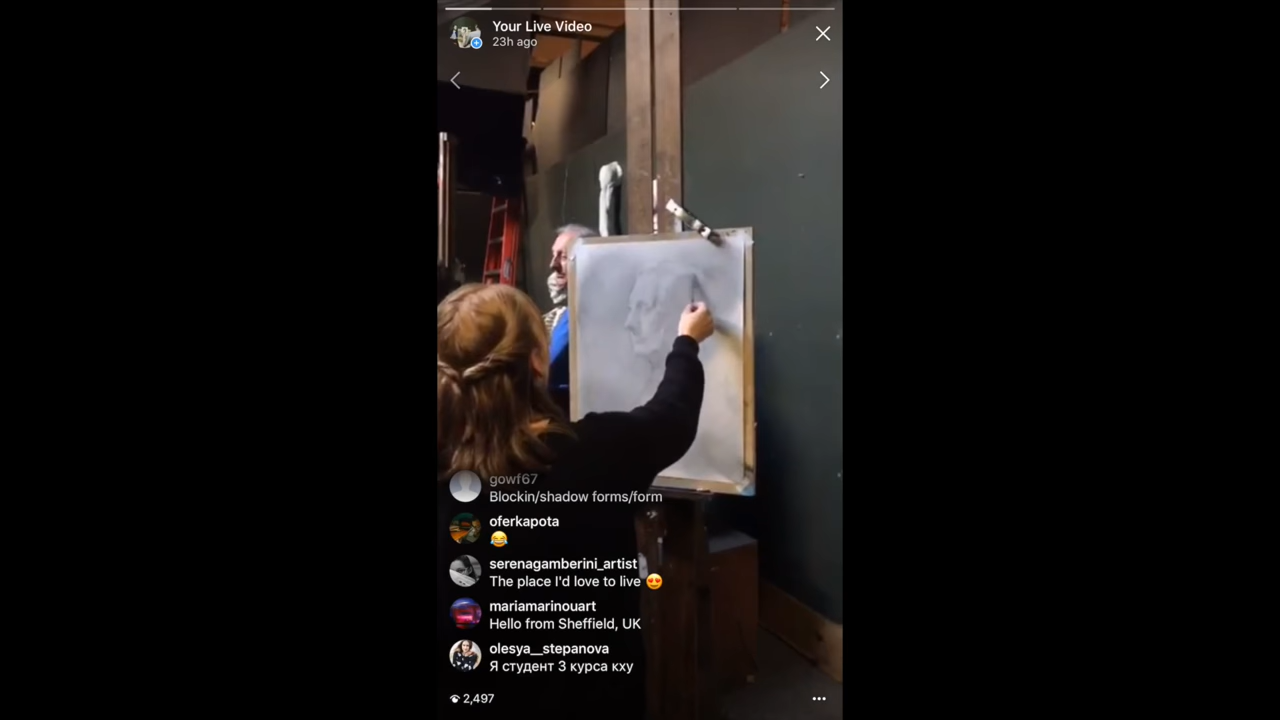 Your Live Video
23h ago
gowf67
Blockin/shadow forms/form
oferkapota
😂
serenagamberini_artist
The place I'd love to live 😍
mariamarinouart
Hello from Sheffield, UK
olesya__stepanova
Я студент 3 курса кху
2,497